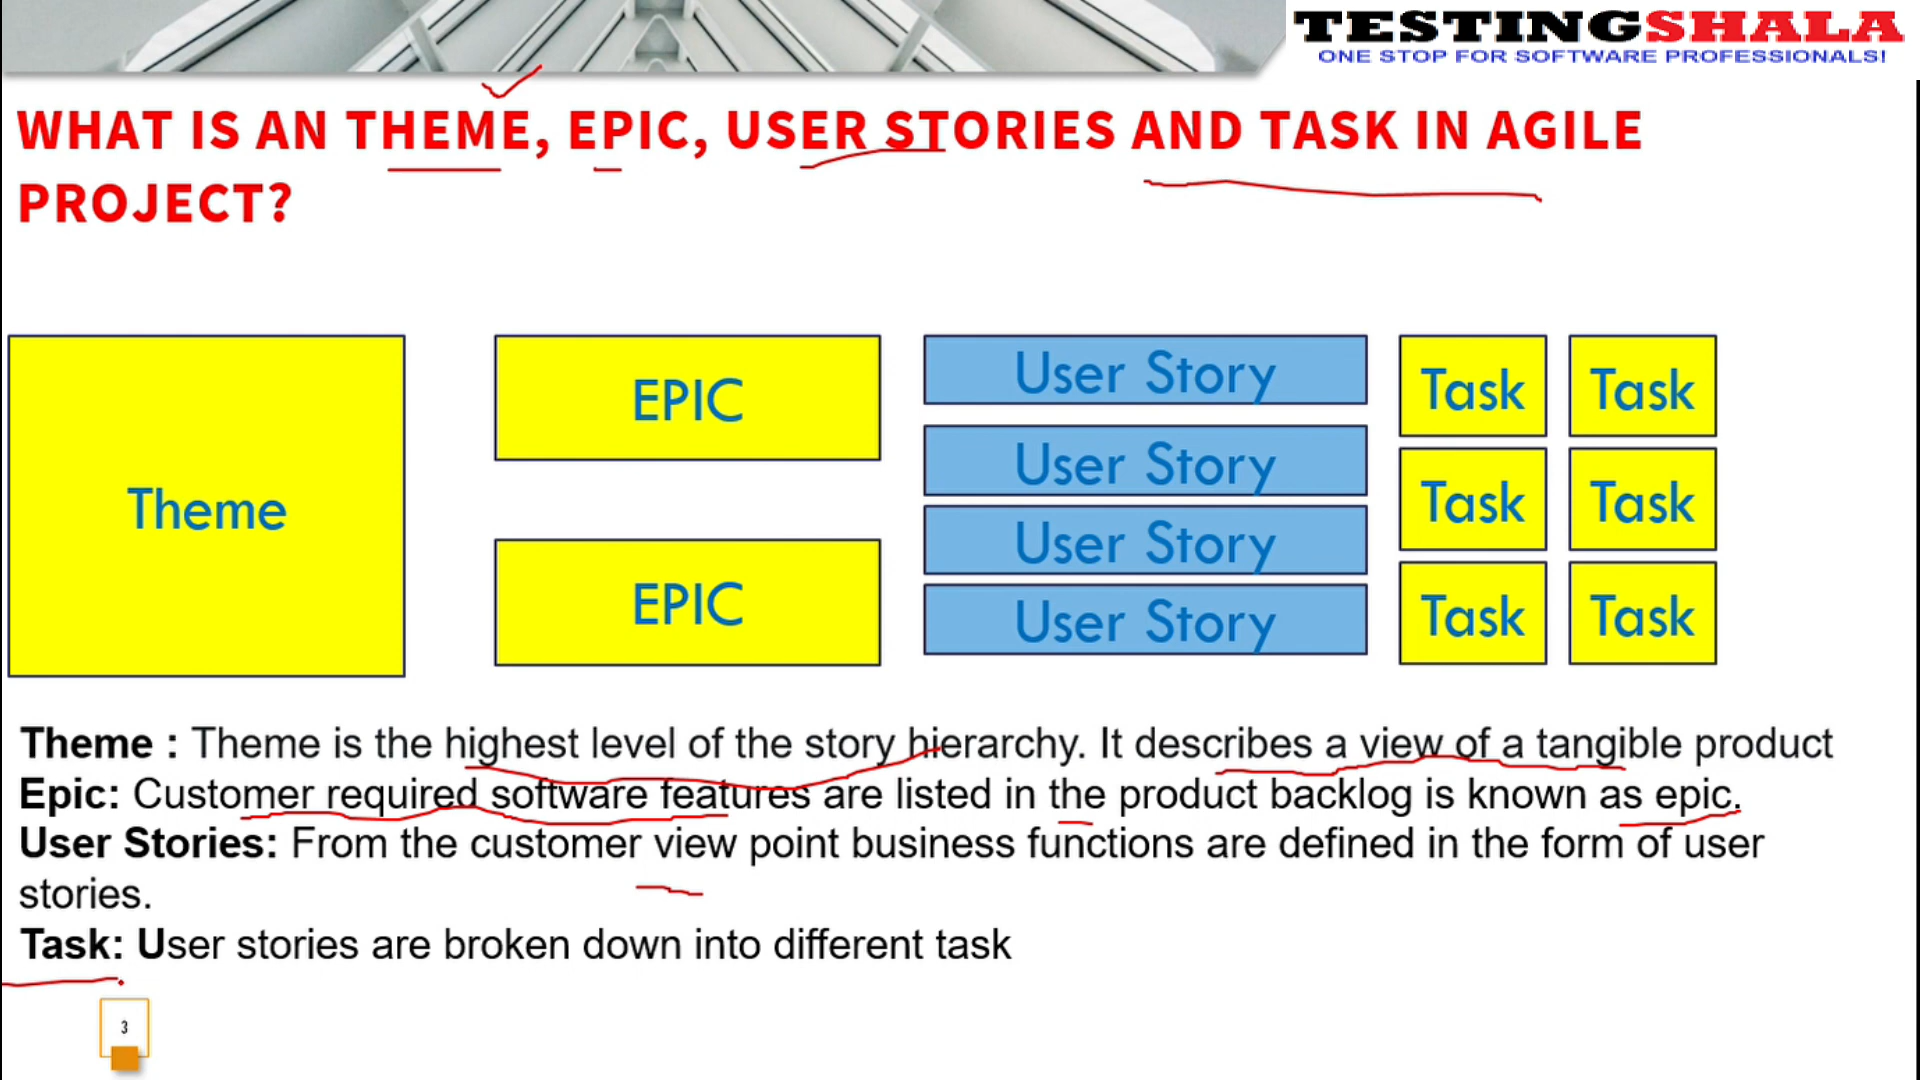 TESTINGSHALA
ONE STOP FOR SOFTWARE PROFESSIONALS!
WHAT IS AN THEME, EPIC, USER STORIES AND TASK IN AGILE
PROJECT?
Theme
EPIC
EPIC
User Story
User Story
User Story
User Story
Task Task
Task Task
Task Task
Theme : Theme is the highest level of the story hierarchy. It describes a view of a tangible product
Epic: Customer required software features are listed in the product backlog is known as epic.
User Stories: From the customer view point business functions are defined in the form of user
stories.
Task: User stories are broken down into different task
3